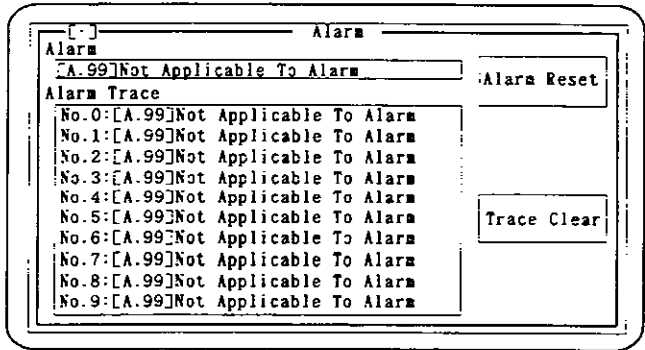 [·] Alarm
Alarm
[A.99]Not Applicable To Alarm
Alarm Reset
Alarm Trace
No.0:[A.99]Not Applicable To Alarm
No.1:[A.99]Not Applicable To Alarm
No.2:[A.99]Not Applicable To Alarm
No.3:[A.99]Not Applicable To Alarm
No.4:[A.99]Not Applicable To Alarm
No.5:[A.99]Not Applicable To Alarm
No.6:[A.99]Not Applicable To Alarm
No.7:[A.99]Not Applicable To Alarm
No.8:[A.99]Not Applicable To Alarm
No.9:[A.99]Not Applicable To Alarm
Trace Clear